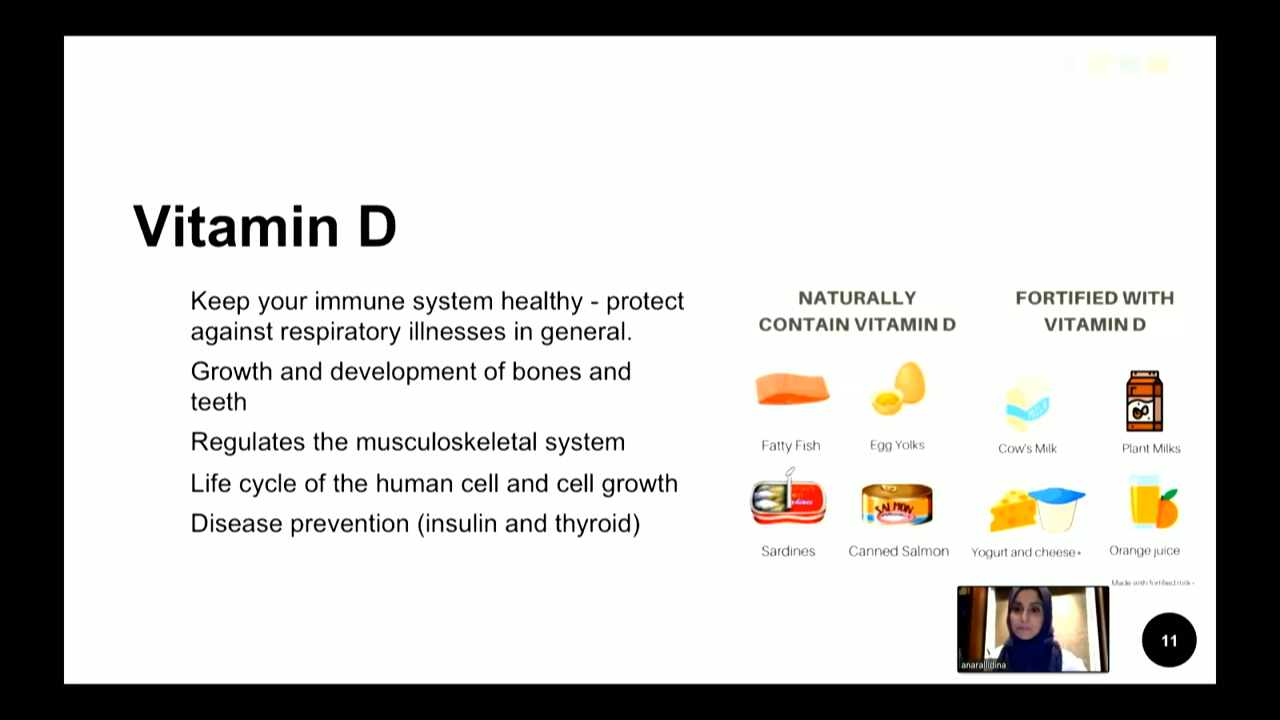 Vitamin D
Keep your immune system healthy - protect
against respiratory illnesses in general.
Growth and development of bones and
teeth
Regulates the musculoskeletal system
Life cycle of the human cell and cell growth
Disease prevention (insulin and thyroid)
NATURALLY
CONTAIN VITAMIN D
Fatty Fish
Egg Yolks
Sardines
SALMON
Canned Salmon
FORTIFIED WITH
VITAMIN D
MILK
Cow's Milk
Plant Milks
Yogurt and cheese*
Orange juice
Made with fortified milk *
11